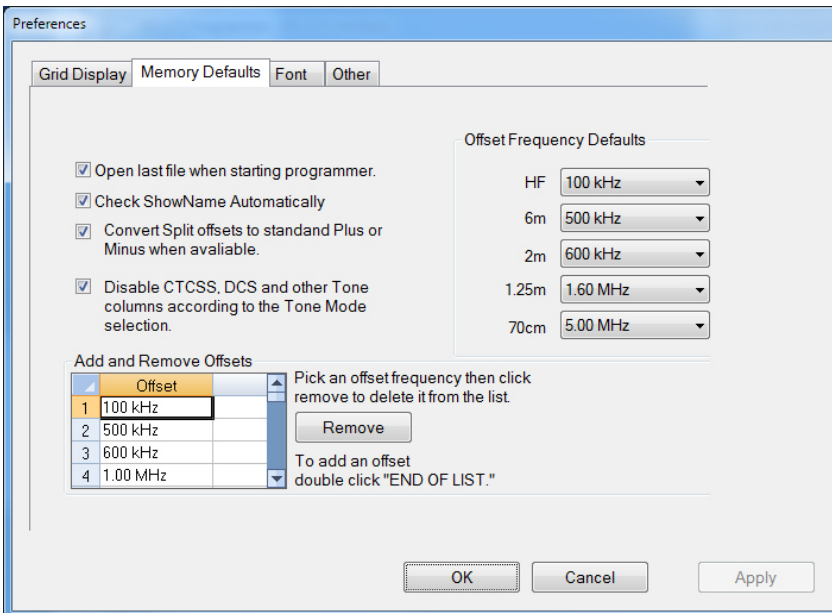 Preferences
Grid Display Memory Defaults Font Other
Open last file when starting programmer.
Check ShowName Automatically
Convert Split offsets to standand Plus or
Minus when avaliable.
Disable CTCSS, DCS and other Tone
columns according to the Tone Mode
selection.
Offset Frequency Defaults
HF 100 kHz
6m 500 kHz
2m 600 kHz
1.25m 1.60 MHz
70cm 5.00 MHz
Add and Remove Offsets
Offset
1 100 kHz
2 500 kHz
3 600 kHz
4 1.00 MHz
Pick an offset frequency then click
remove to delete it from the list.
Remove
To add an offset
double click "END OF LIST."
OK Cancel Apply